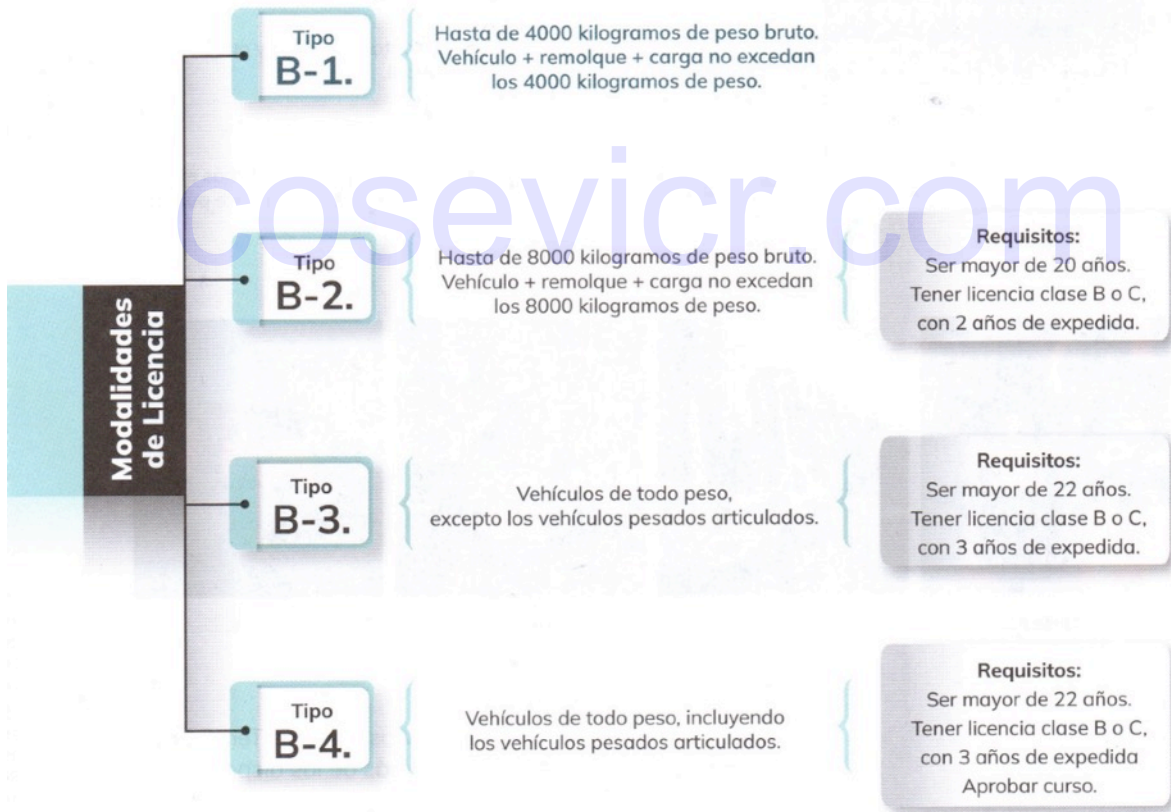 Modalidades
de Licencia
Tipo
B-1.
Hasta de 4000 kilogramos de peso bruto.
Vehículo + remolque + carga no excedan
los 4000 kilogramos de peso.
cosevicr.com
Tipo
B-2.
Hasta de 8000 kilogramos de peso bruto.
Vehículo + remolque + carga no excedan
los 8000 kilogramos de peso.
Requisitos:
Ser mayor de 20 años.
Tener licencia clase B o C,
con 2 años de expedida.
Tipo
B-3.
Vehículos de todo peso,
excepto los vehículos pesados articulados.
Requisitos:
Ser mayor de 22 años.
Tener licencia clase B o C,
con 3 años de expedida.
Tipo
B-4.
Vehículos de todo peso, incluyendo
los vehículos pesados articulados.
Requisitos:
Ser mayor de 22 años.
Tener licencia clase B o C,
con 3 años de expedida
Aprobar curso.